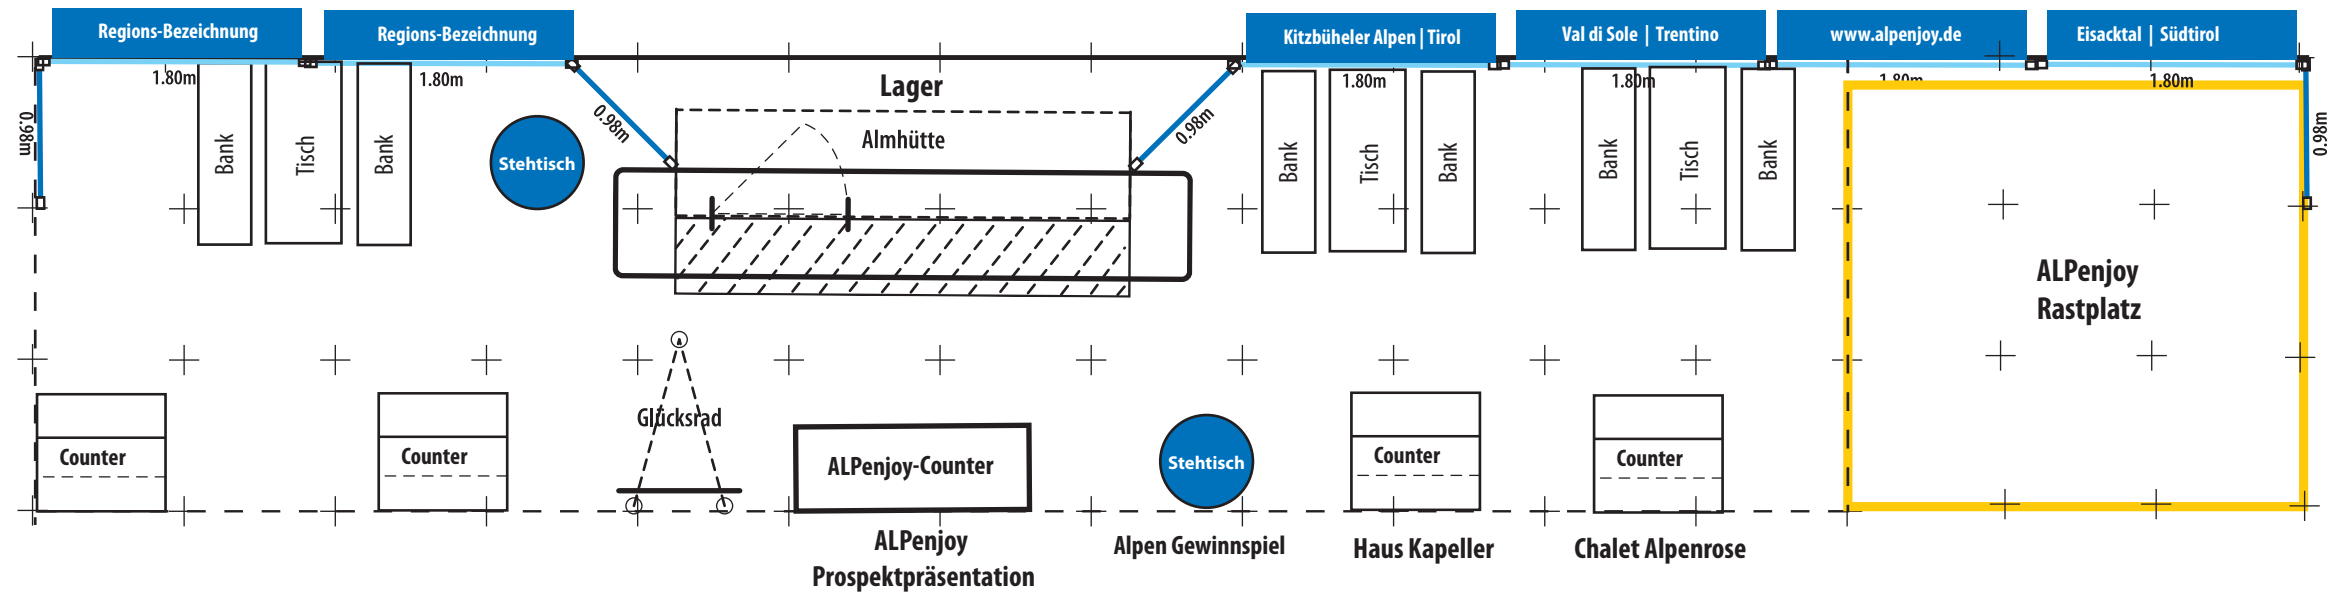 Regions-Bezeichnung
Regions-Bezeichnung
Kitzbüheler Alpen | Tirol
Val di Sole | Trentino
www.alpenjoy.de
Eisacktal | Südtirol
1.80m
1.80m
1.80m
1.80m
1.80m
1.80m
0.98m
0.98m
0.98m
0.98m
Lager
Almhütte
Bank
Tisch
Bank
Stehtisch
Bank
Tisch
Bank
Bank
Tisch
Bank
ALPenjoy
Rastplatz
Glücksrad
Counter
Counter
ALPenjoy-Counter
Stehtisch
Counter
Counter
ALPenjoy
Prospektpräsentation
Alpen Gewinnspiel
Haus Kapeller
Chalet Alpenrose